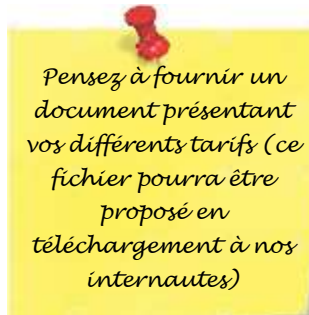 Pensez à fournir un
document présentant
vos différents tarifs (ce
fichier pourra être
proposé en
téléchargement à nos
internautes)